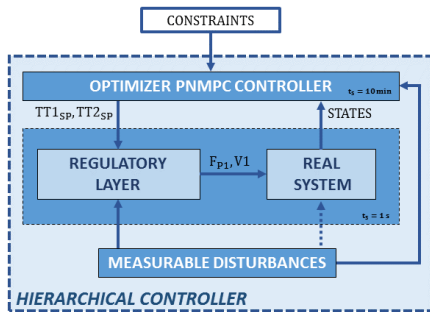 CONSTRAINTS
OPTIMIZER PNMPC CONTROLLER
tₛ = 10min
TT1SP, TT2SP
STATES
REGULATORY
LAYER
FP1, V1
REAL
SYSTEM
tₛ = 1 s
MEASURABLE DISTURBANCES
HIERARCHICAL CONTROLLER